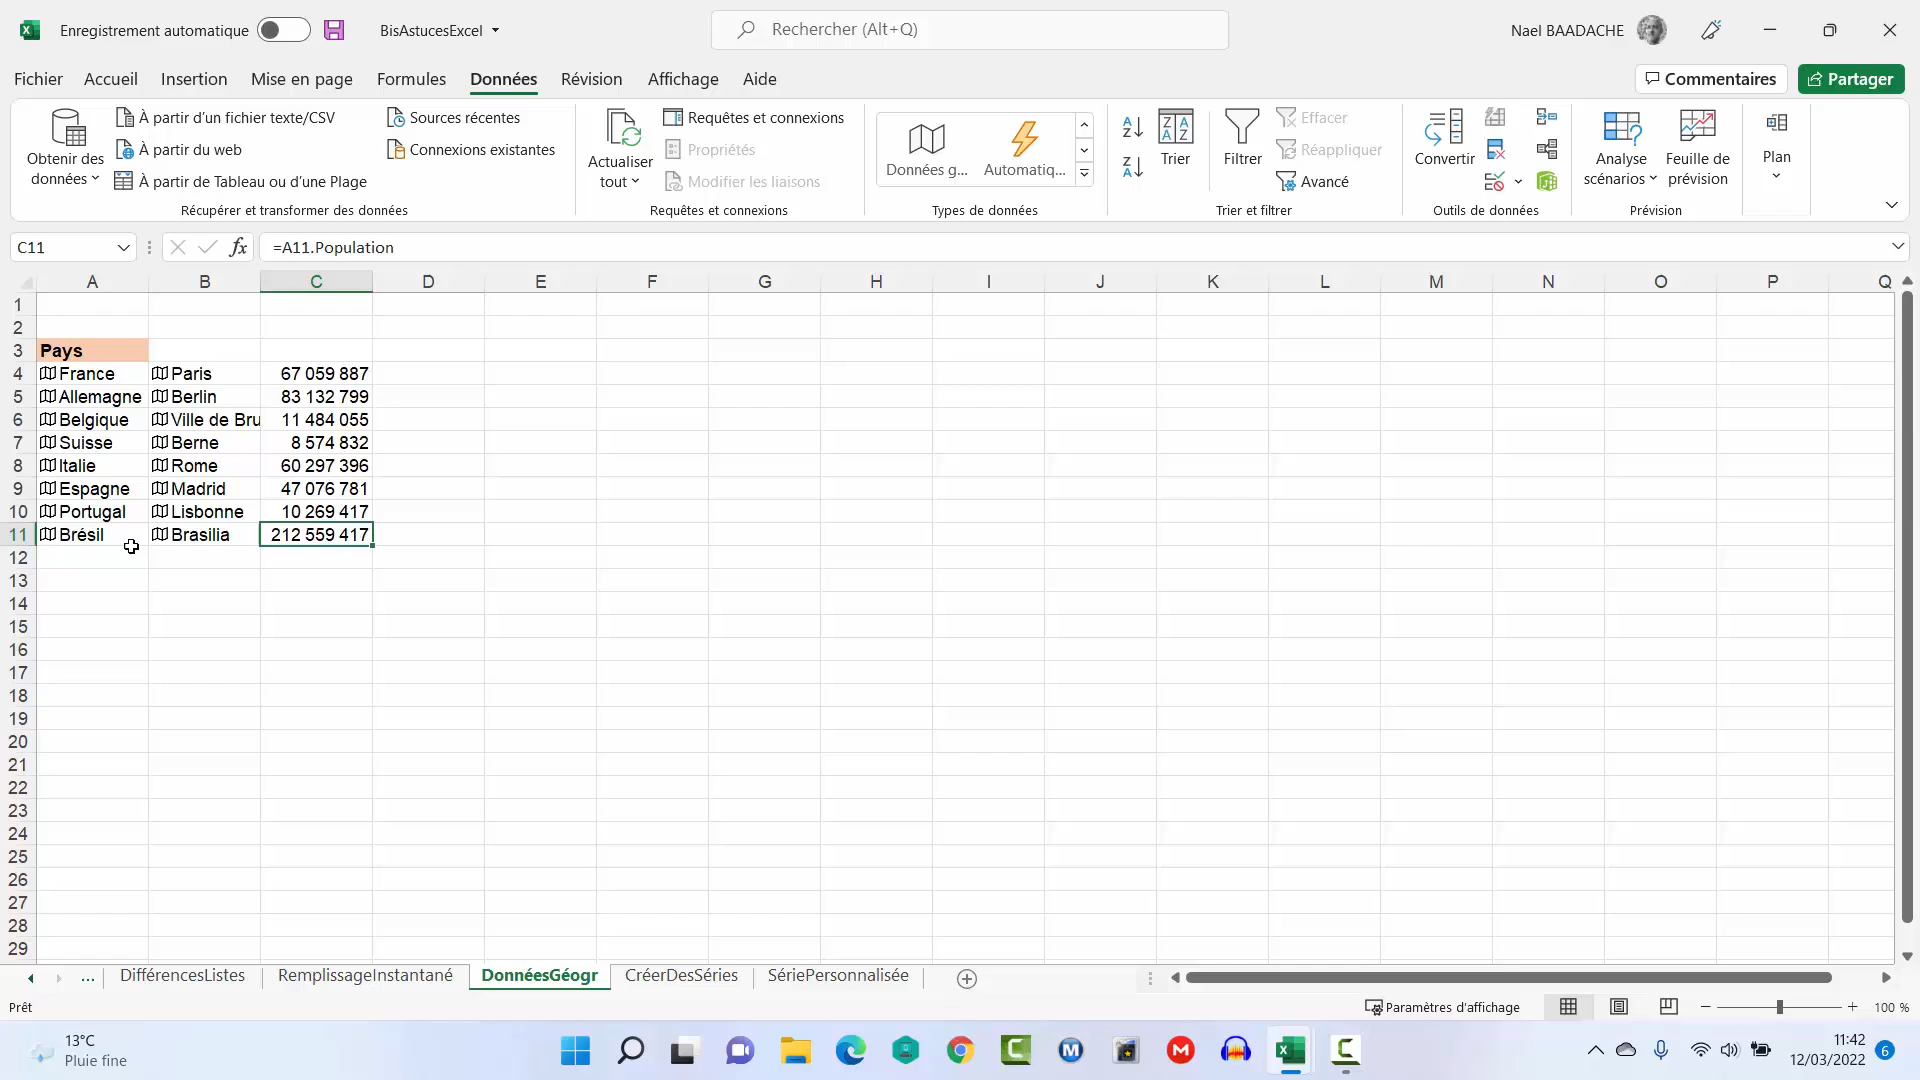 Enregistrement automatique
BisAstucesExcel
Rechercher (Alt+Q)
Nael BAADACHE
Fichier Accueil Insertion Mise en page Formules Données Révision Affichage Aide
Commentaires Partager
Obtenir des données
À partir d'un fichier texte/CSV
À partir du web
À partir de Tableau ou d'une Plage
Sources récentes
Connexions existantes
Récupérer et transformer des données
Actualiser tout
Requêtes et connexions
Propriétés
Modifier les liaisons
Requêtes et connexions
Données g...
Automatiq...
Types de données
Trier
Filtrer
Effacer
Réappliquer
Avancé
Trier et filtrer
Convertir
Outils de données
Analyse scénarios
Feuille de prévision
Prévision
Plan
C11 fx =A11.Population
A B C D E F G H I J K L M N O P Q
1
2
3 Pays
4 France Paris 67 059 887
5 Allemagne Berlin 83 132 799
6 Belgique Ville de Bru 11 484 055
7 Suisse Berne 8 574 832
8 Italie Rome 60 297 396
9 Espagne Madrid 47 076 781
10 Portugal Lisbonne 10 269 417
11 Brésil Brasilia 212 559 417
12
13
14
15
16
17
18
19
20
21
22
23
24
25
26
27
28
29
... DifférencesListes RemplissageInstantané DonnéesGéogr CréerDesSéries SériePersonnalisée
Prêt
Paramètres d'affichage
100 %
13°C
Pluie fine
11:42
12/03/2022
6